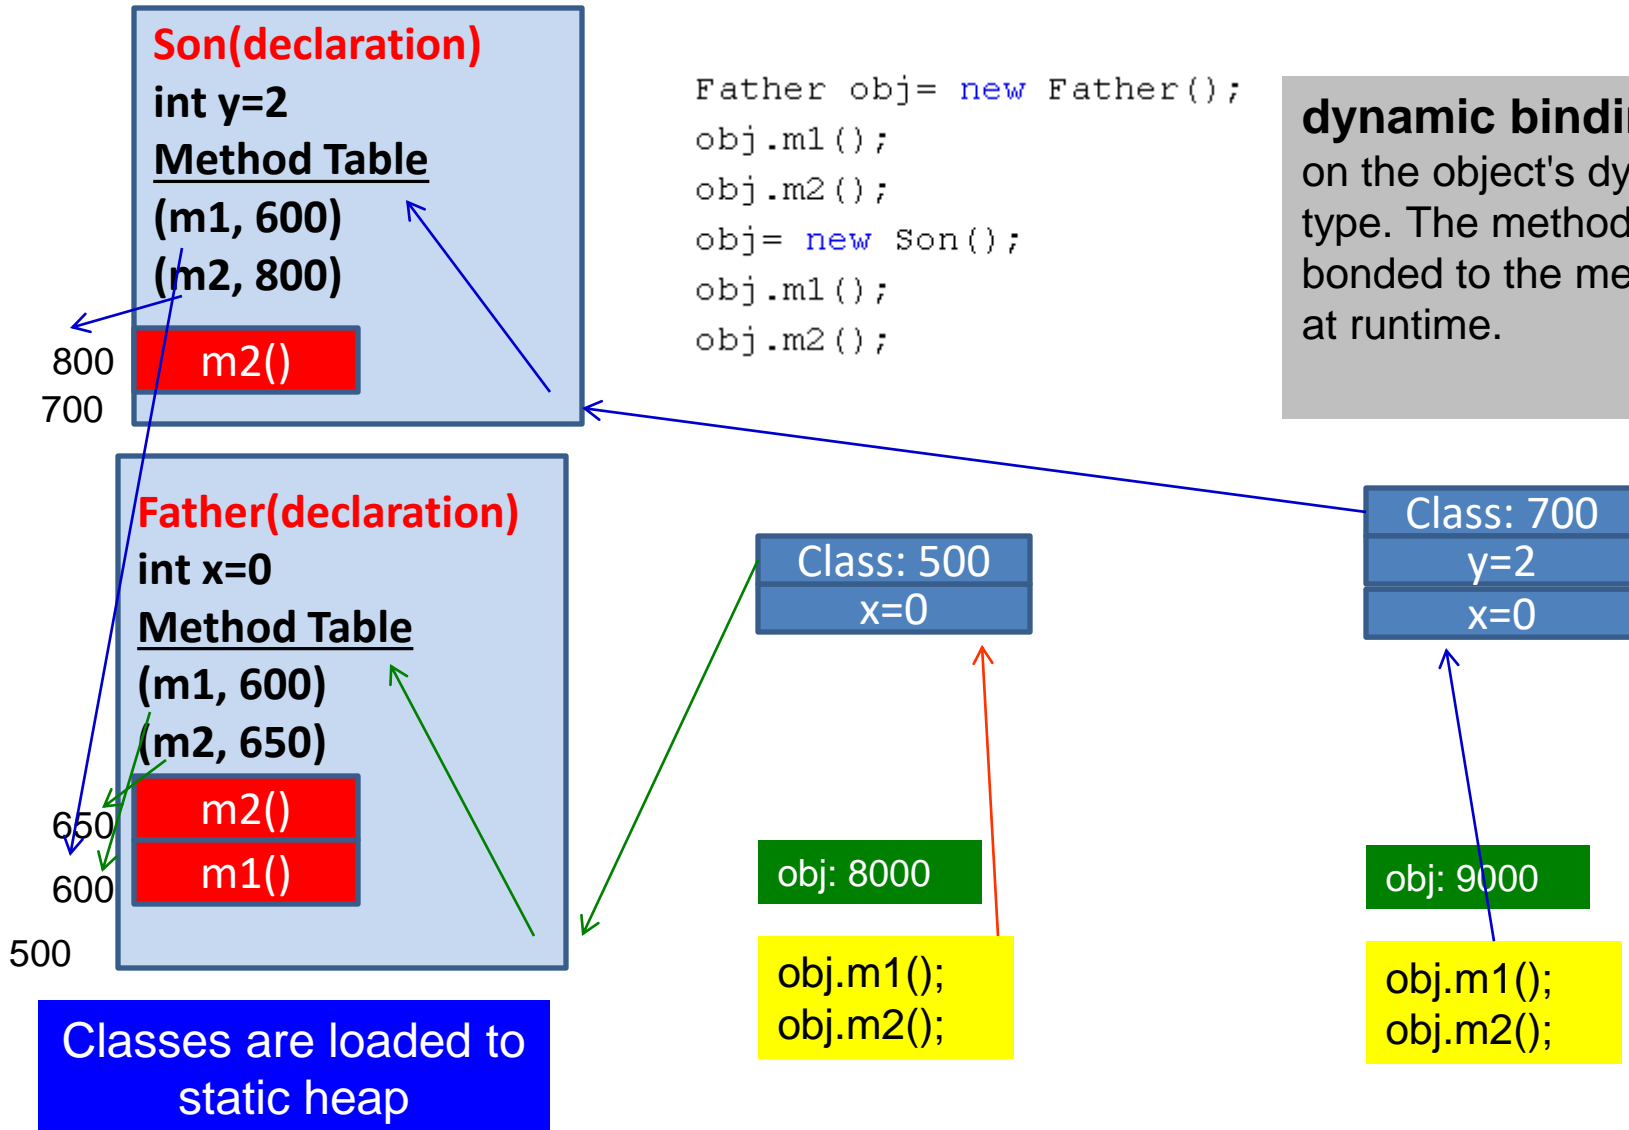 Son(declaration)
int y=2
Method Table
(m1, 600)
(m2, 800)
800
m2()
700
Father obj= new Father();
obj.m1();
obj.m2();
obj= new Son();
obj.m1();
obj.m2();
dynamic
on the object's
type. The method
bonded to the
at runtime.
Father(declaration)
int x=0
Method Table
(m1, 600)
(m2, 650)
650
m2()
600
m1()
500
Class: 500
x=0
Class: 700
y=2
x=0
obj: 8000
obj: 9000
obj.m1();
obj.m2();
obj.m1();
obj.m2();
Classes are loaded to
static heap